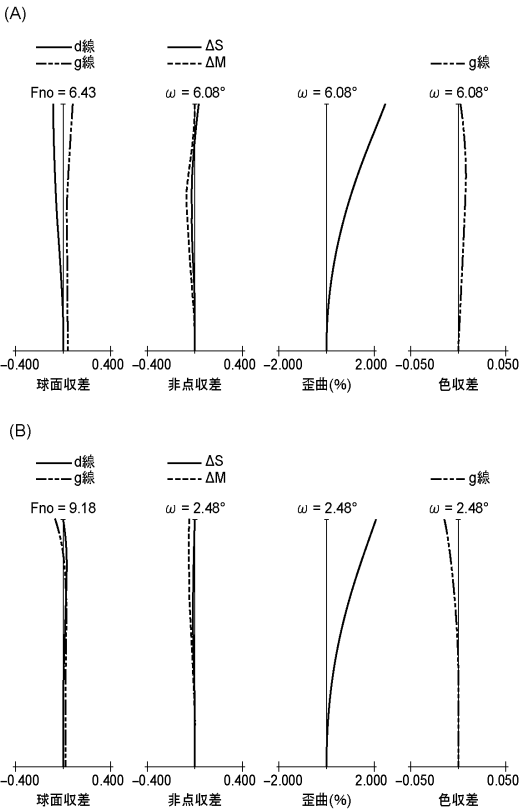 (A)
d線
g線
ΔS
ΔM
g線
Fno = 6.43
ω = 6.08°
ω = 6.08°
ω = 6.08°
−0.400 0.400
−0.400 0.400
−2.000 2.000
−0.050 0.050
球面収差
非点収差
歪曲(%)
色収差
(B)
d線
g線
ΔS
ΔM
g線
Fno = 9.18
ω = 2.48°
ω = 2.48°
ω = 2.48°
−0.400 0.400
−0.400 0.400
−2.000 2.000
−0.050 0.050
球面収差
非点収差
歪曲(%)
色収差